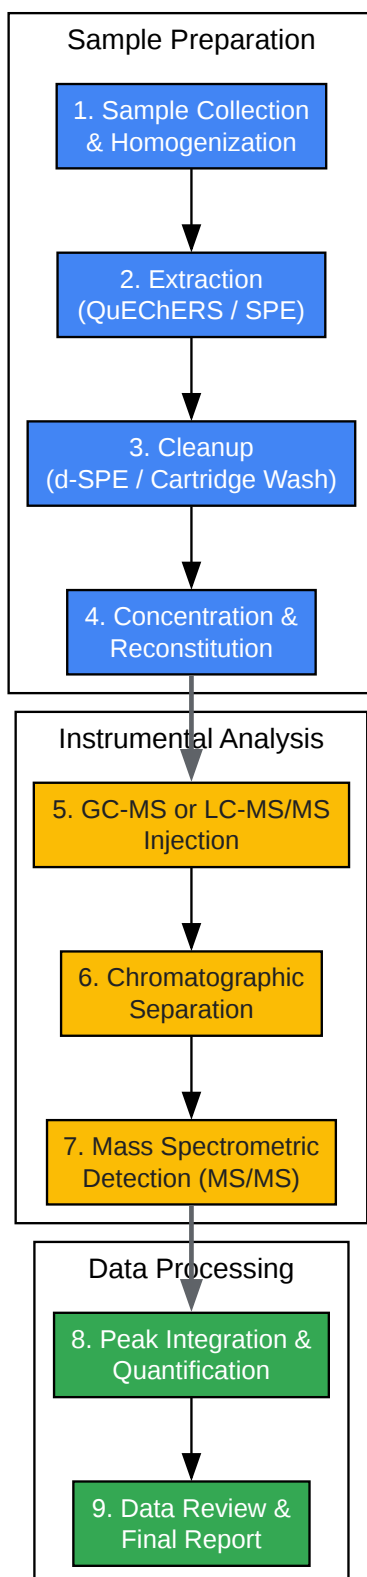 Sample Preparation
1. Sample Collection
& Homogenization
2. Extraction
(QuEChERS / SPE)
3. Cleanup
(d-SPE / Cartridge Wash)
4. Concentration &
Reconstitution
Instrumental Analysis
5. GC-MS or LC-MS/MS
Injection
6. Chromatographic
Separation
7. Mass Spectrometric
Detection (MS/MS)
Data Processing
8. Peak Integration &
Quantification
9. Data Review &
Final Report